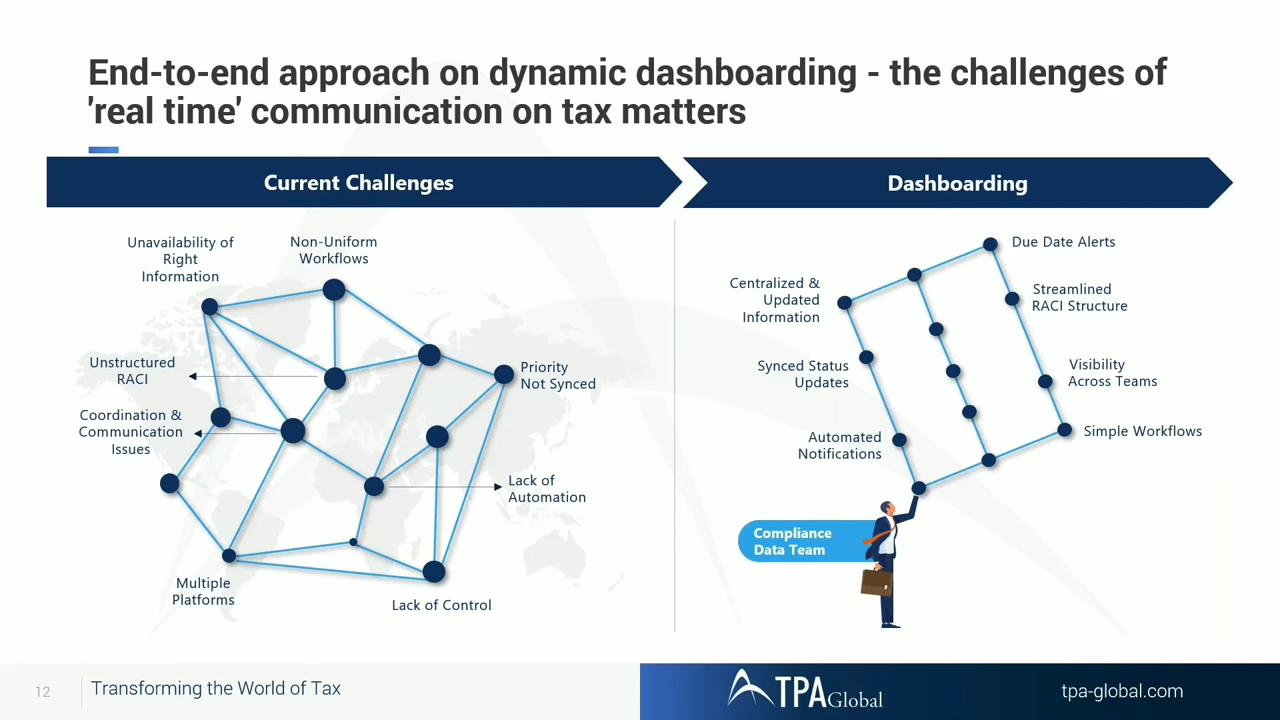 End-to-end approach on dynamic dashboarding - the challenges of
'real time' communication on tax matters
Current Challenges
Dashboarding
Unavailability of
Right
Information
Non-Uniform
Workflows
Unstructured
RACI
Coordination &
Communication
Issues
Priority
Not Synced
Lack of
Automation
Multiple
Platforms
Lack of Control
Due Date Alerts
Centralized &
Updated
Information
Streamlined
RACI Structure
Synced Status
Updates
Visibility
Across Teams
Automated
Notifications
Simple Workflows
Compliance
Data Team
12
Transforming the World of Tax
TPA Global
tpa-global.com